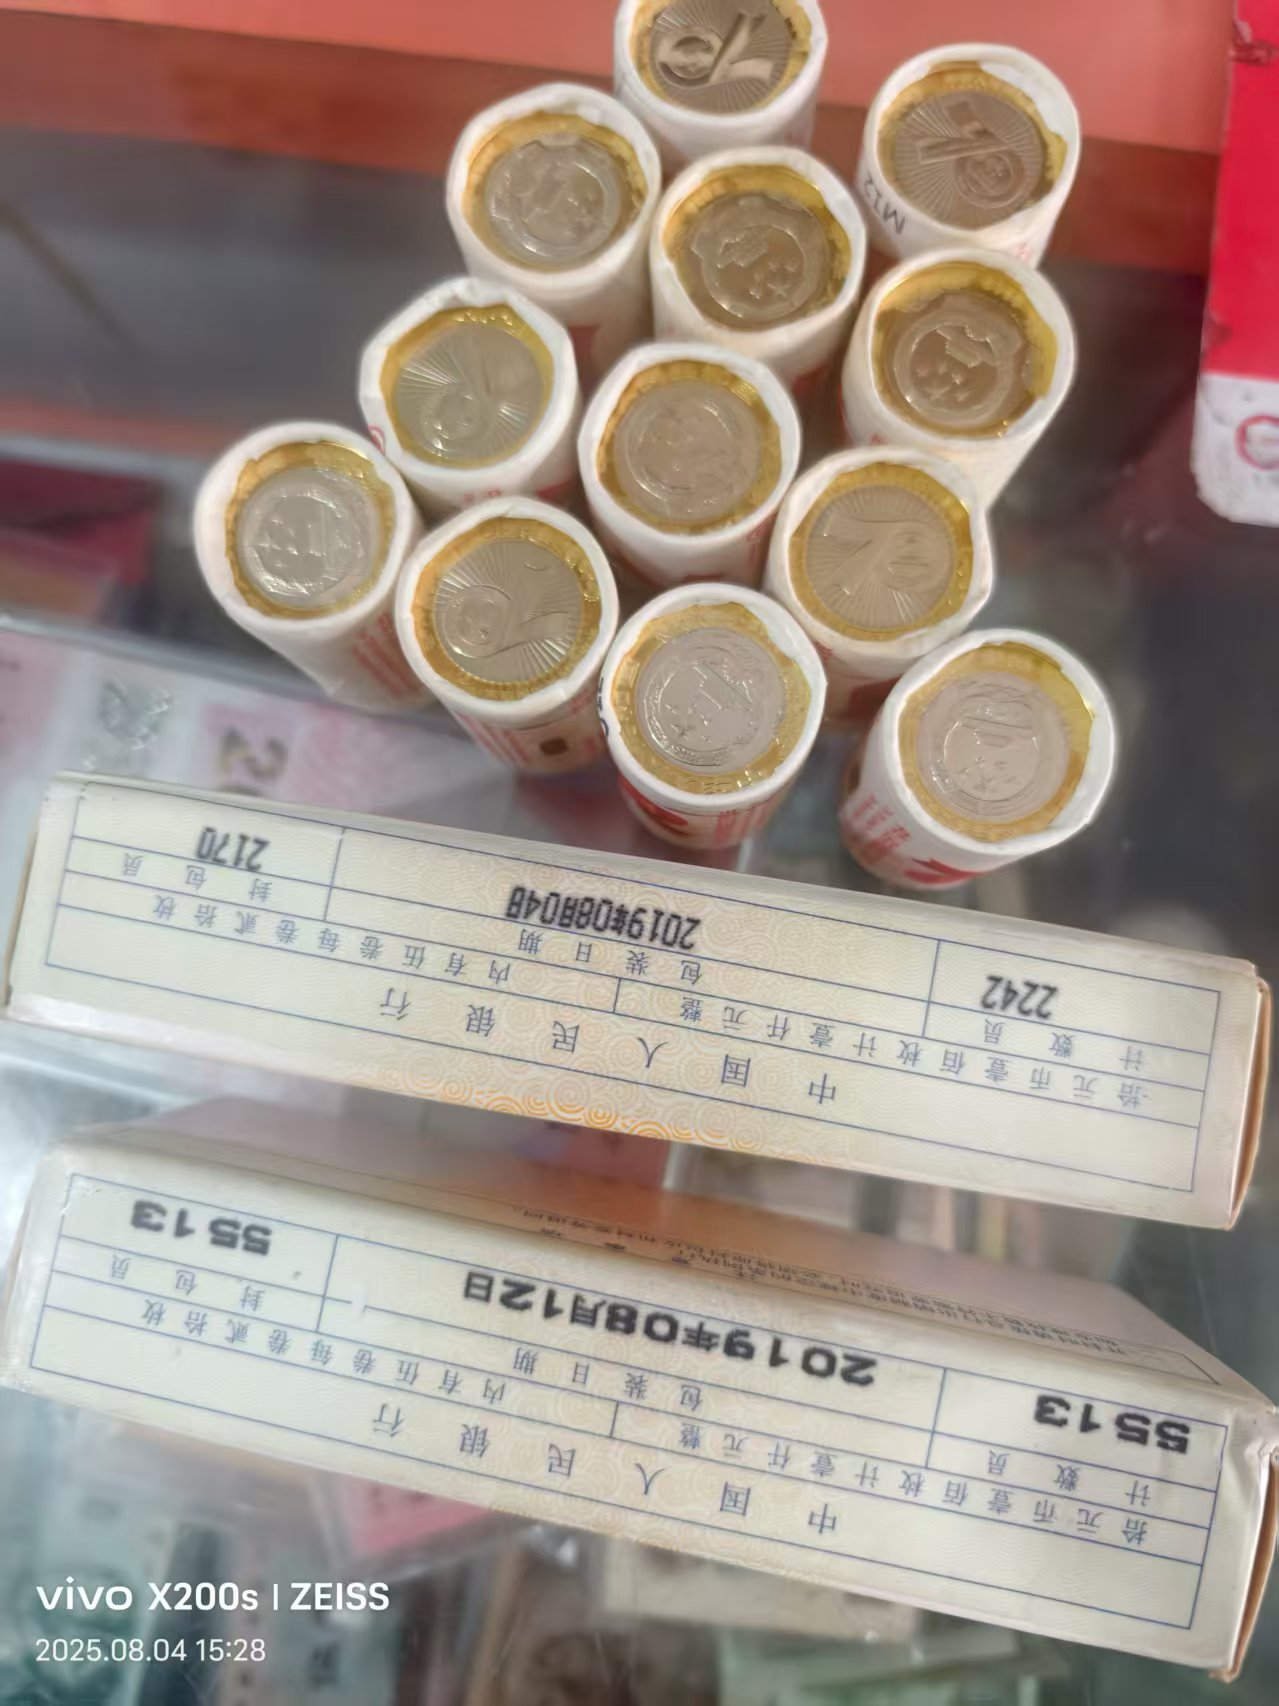 M12
中国人民银行
拾元币壹佰枚计壹仟元整 内有伍卷每卷贰拾枚
计数员 包装日期 封包员
2242 2019年08月04日 2170
中国人民银行
拾元币壹佰枚计壹仟元整 内有伍卷每卷贰拾枚
计数员 包装日期 封包员
5513 2019年08月12日 5513
vivo X200s | ZEISS
2025.08.04 15:28